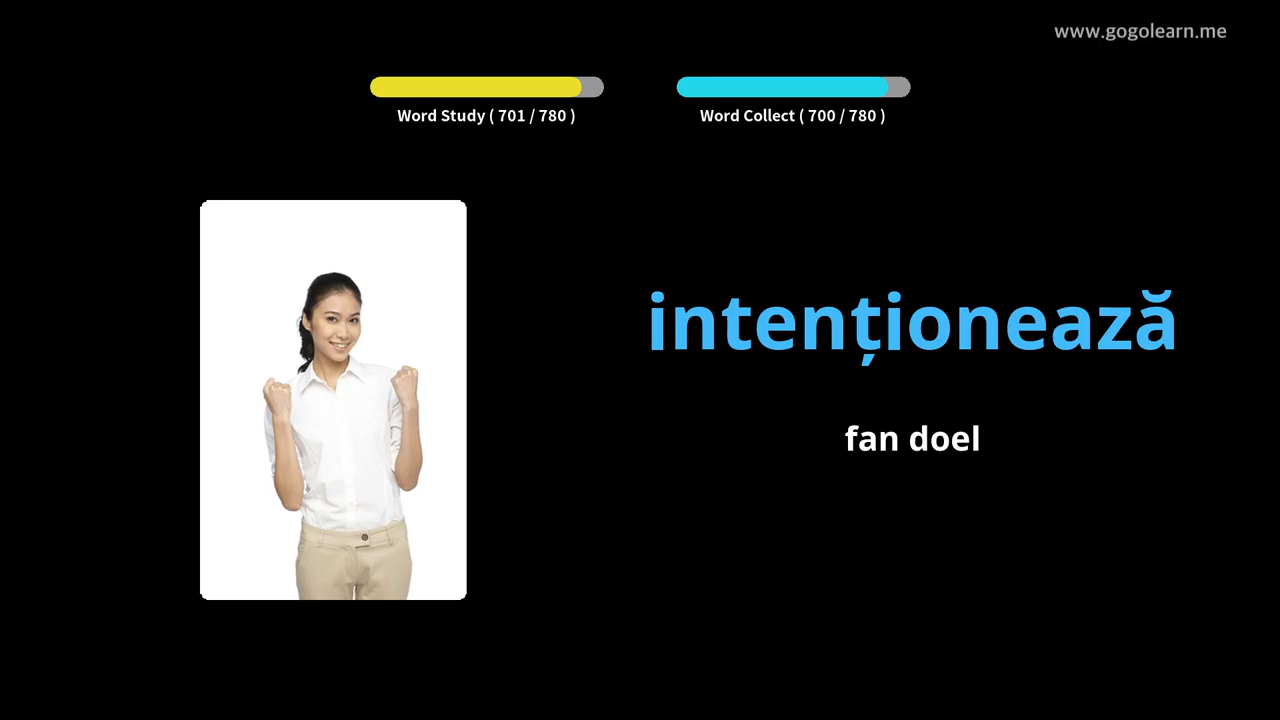 www.gogolearn.me
Word Study ( 701 / 780 )
Word Collect ( 700 / 780 )
intenționează
fan doel